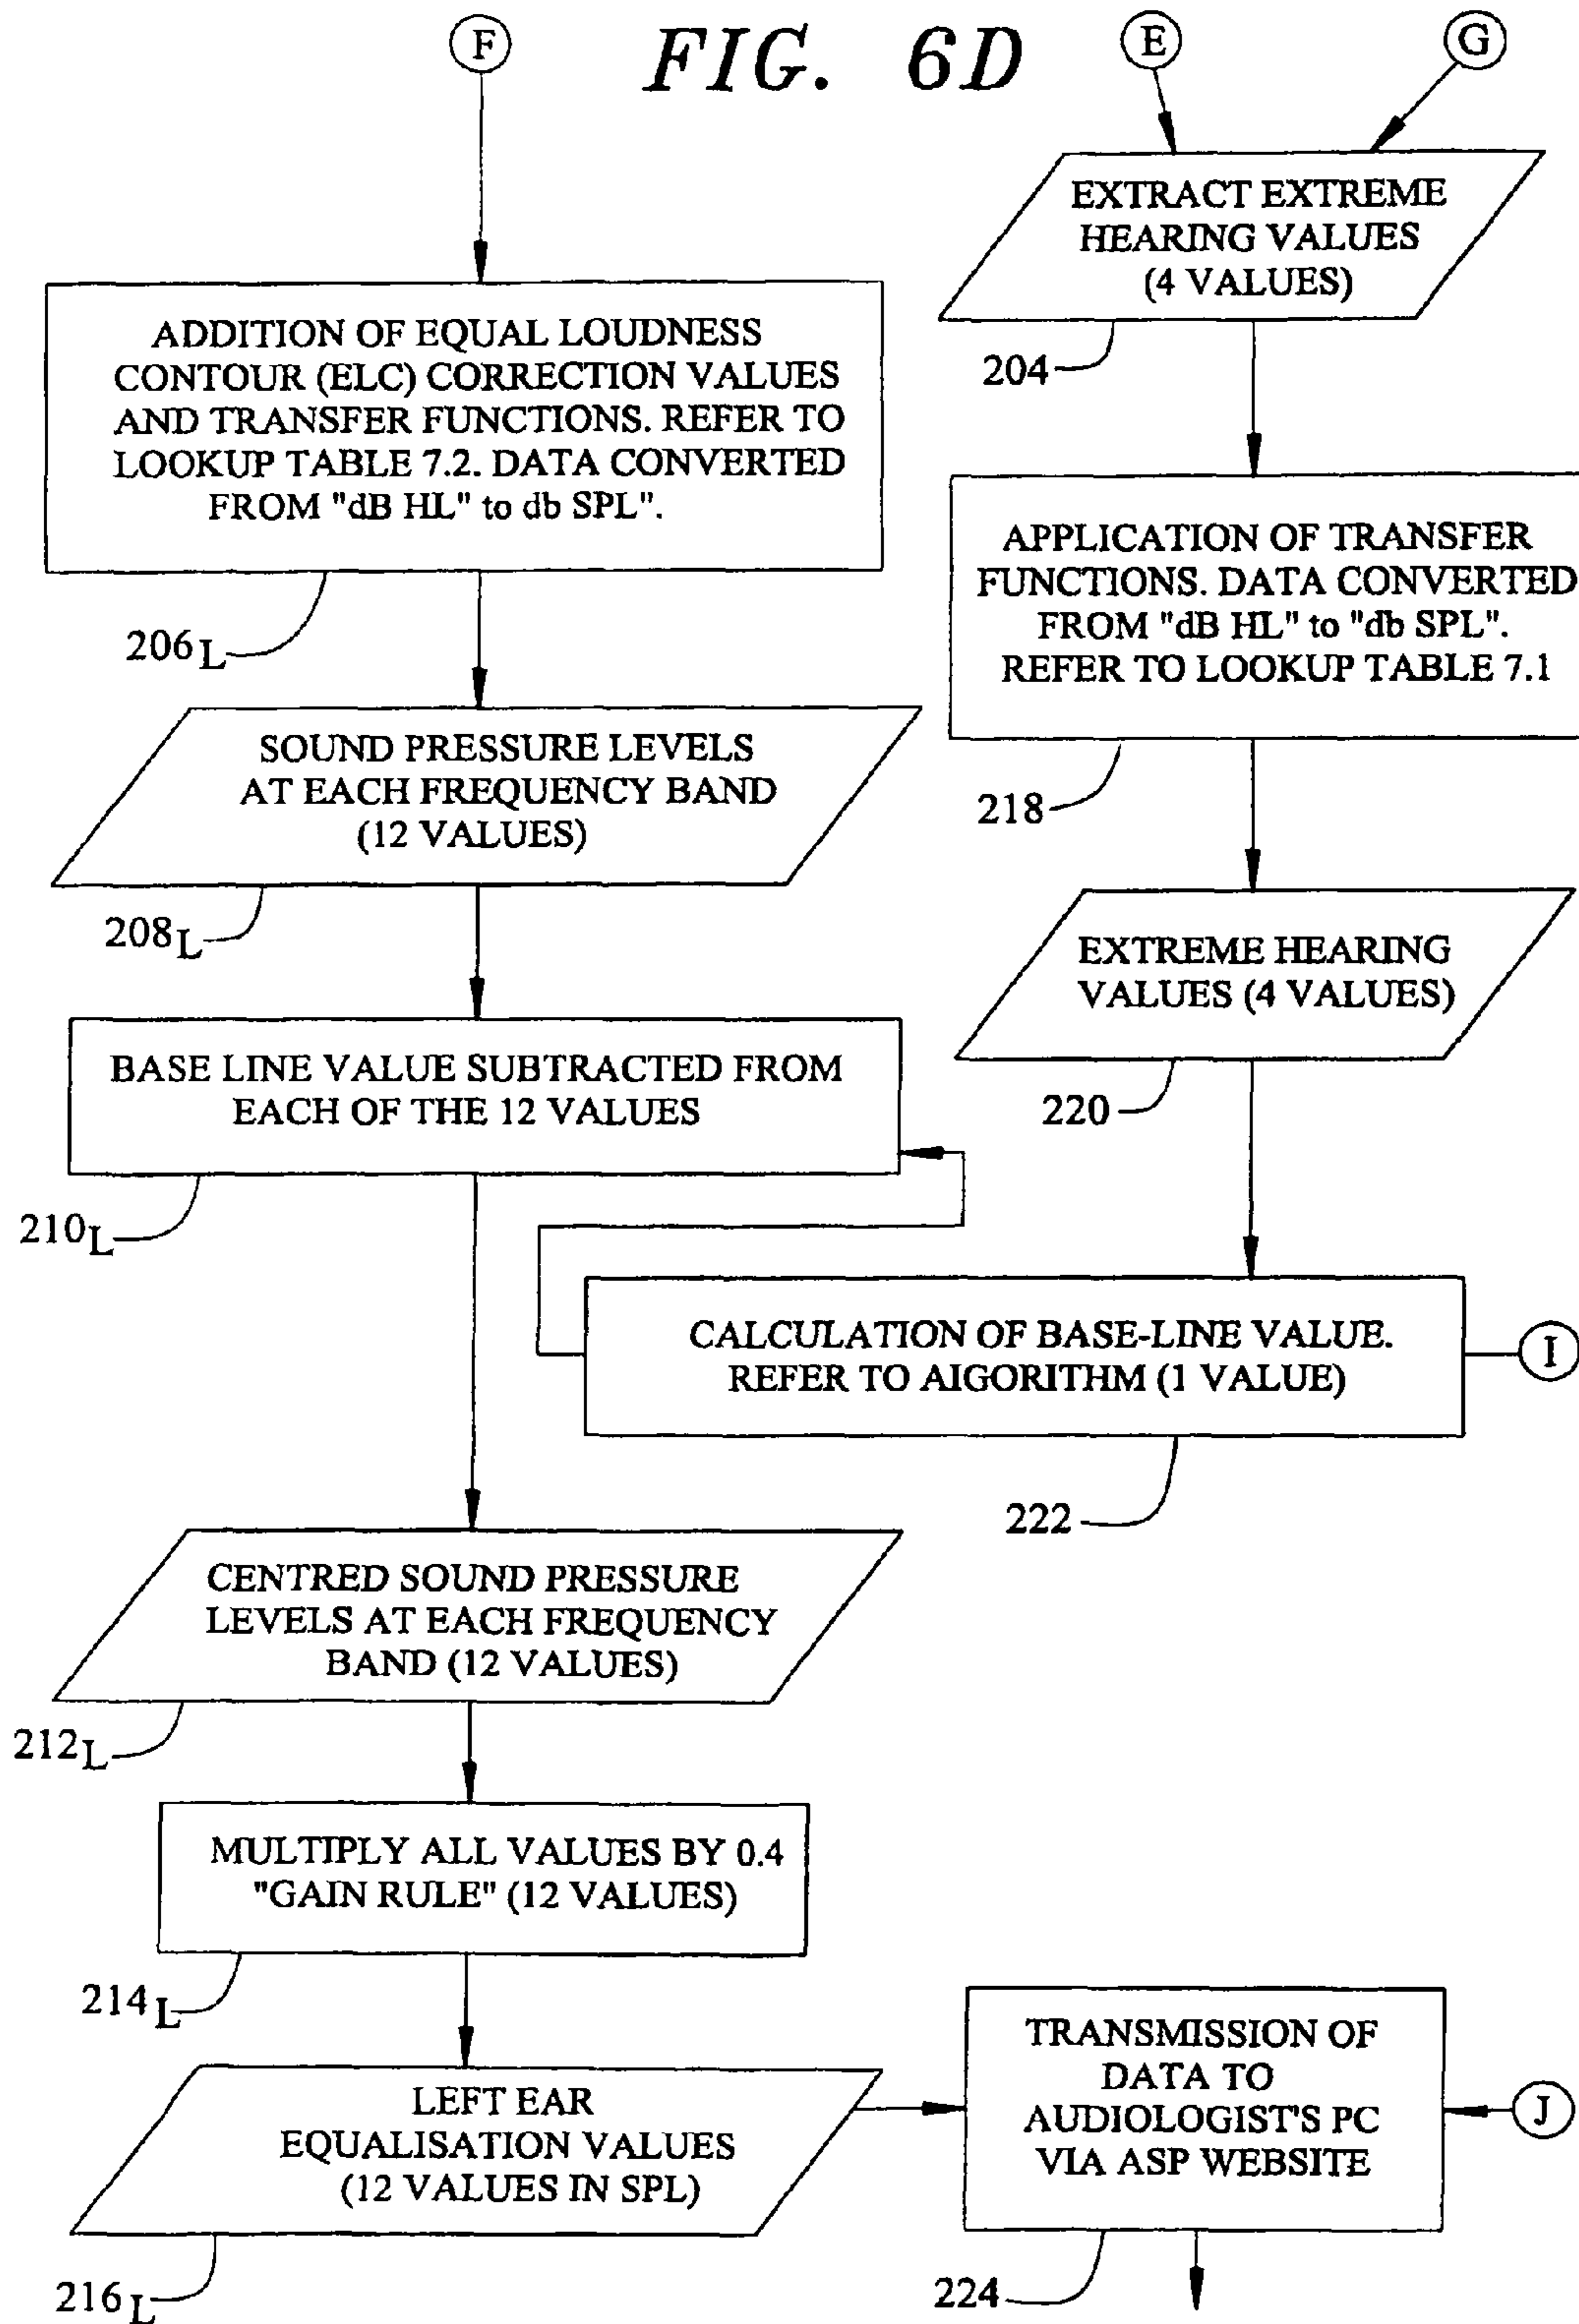 F
FIG. 6D
E
G
EXTRACT EXTREME
HEARING VALUES
(4 VALUES)
204
ADDITION OF EQUAL LOUDNESS
CONTOUR (ELC) CORRECTION VALUES
AND TRANSFER FUNCTIONS. REFER TO
LOOKUP TABLE 7.2. DATA CONVERTED
FROM "dB HL" to db SPL".
206L
APPLICATION OF TRANSFER
FUNCTIONS. DATA CONVERTED
FROM "dB HL" to "db SPL".
REFER TO LOOKUP TABLE 7.1
218
SOUND PRESSURE LEVELS
AT EACH FREQUENCY BAND
(12 VALUES)
208L
EXTREME HEARING
VALUES (4 VALUES)
220
BASE LINE VALUE SUBTRACTED FROM
EACH OF THE 12 VALUES
210L
CALCULATION OF BASE-LINE VALUE.
REFER TO AIGORITHM (1 VALUE)
I
222
CENTRED SOUND PRESSURE
LEVELS AT EACH FREQUENCY
BAND (12 VALUES)
212L
MULTIPLY ALL VALUES BY 0.4
"GAIN RULE" (12 VALUES)
214L
LEFT EAR
EQUALISATION VALUES
(12 VALUES IN SPL)
216L
TRANSMISSION OF
DATA TO
AUDIOLOGIST'S PC
VIA ASP WEBSITE
J
224